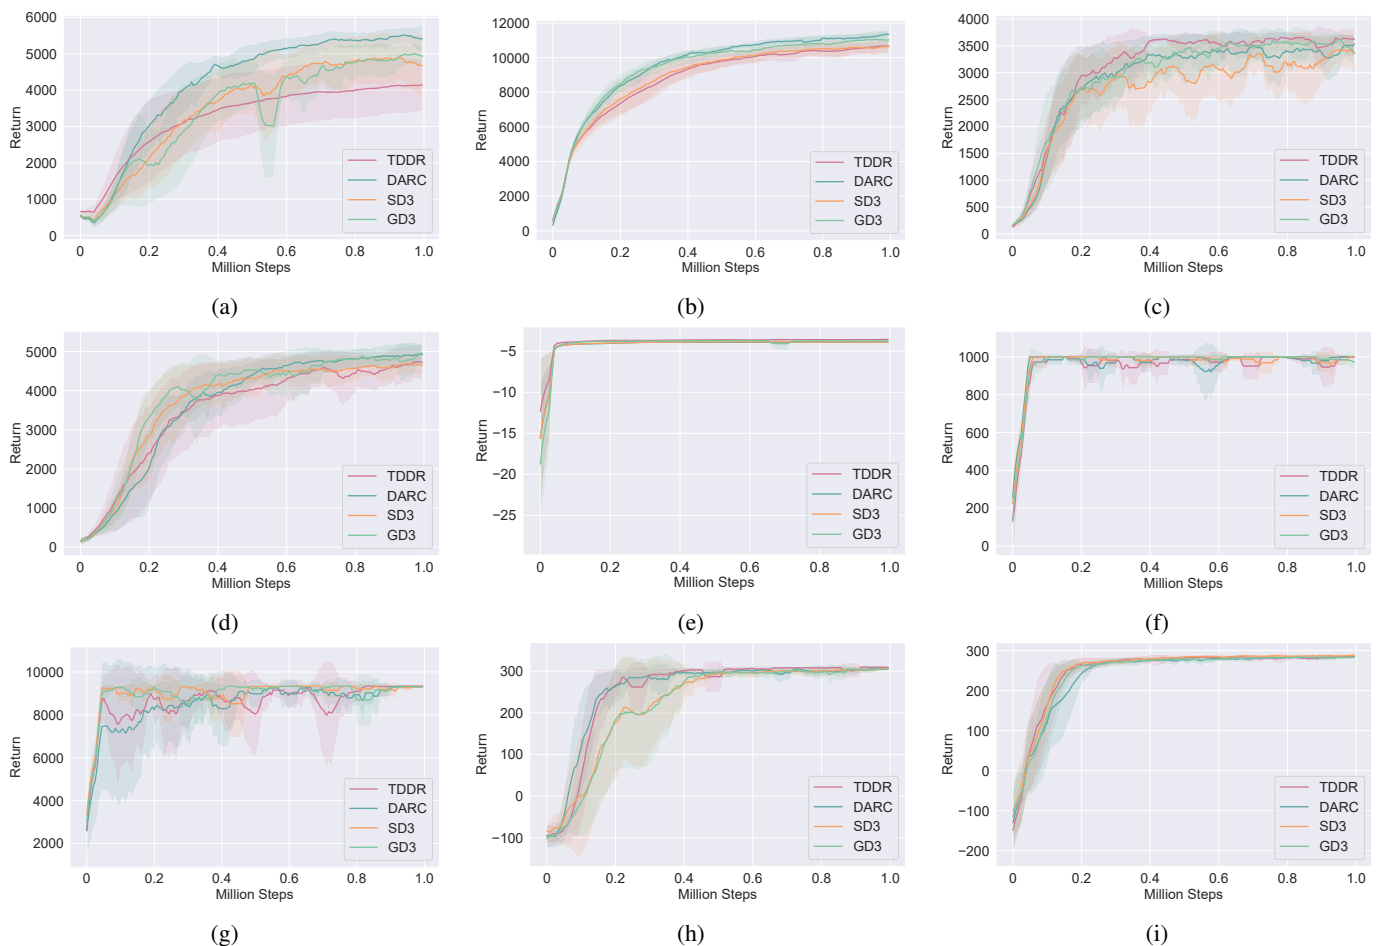 6000
5000
4000
3000
2000
1000
0
Return
0
0.2
0.4
0.6
0.8
1.0
Million Steps
TDDR
DARC
SD3
GD3
(a)
12000
10000
8000
6000
4000
2000
0
Return
0
0.2
0.4
0.6
0.8
1.0
Million Steps
TDDR
DARC
SD3
GD3
(b)
4000
3500
3000
2500
2000
1500
1000
500
0
Return
0
0.2
0.4
0.6
0.8
1.0
Million Steps
TDDR
DARC
SD3
GD3
(c)
5000
4000
3000
2000
1000
0
Return
0
0.2
0.4
0.6
0.8
1.0
Million Steps
TDDR
DARC
SD3
GD3
(d)
−5
−10
−15
−20
−25
Return
0
0.2
0.4
0.6
0.8
1.0
Million Steps
TDDR
DARC
SD3
GD3
(e)
1000
800
600
400
200
0
Return
0
0.2
0.4
0.6
0.8
1.0
Million Steps
TDDR
DARC
SD3
GD3
(f)
10000
8000
6000
4000
2000
Return
0
0.2
0.4
0.6
0.8
1.0
Million Steps
TDDR
DARC
SD3
GD3
(g)
300
200
100
0
−100
Return
0
0.2
0.4
0.6
0.8
1.0
Million Steps
TDDR
DARC
SD3
GD3
(h)
300
200
100
0
−100
−200
Return
0
0.2
0.4
0.6
0.8
1.0
Million Steps
TDDR
DARC
SD3
GD3
(i)